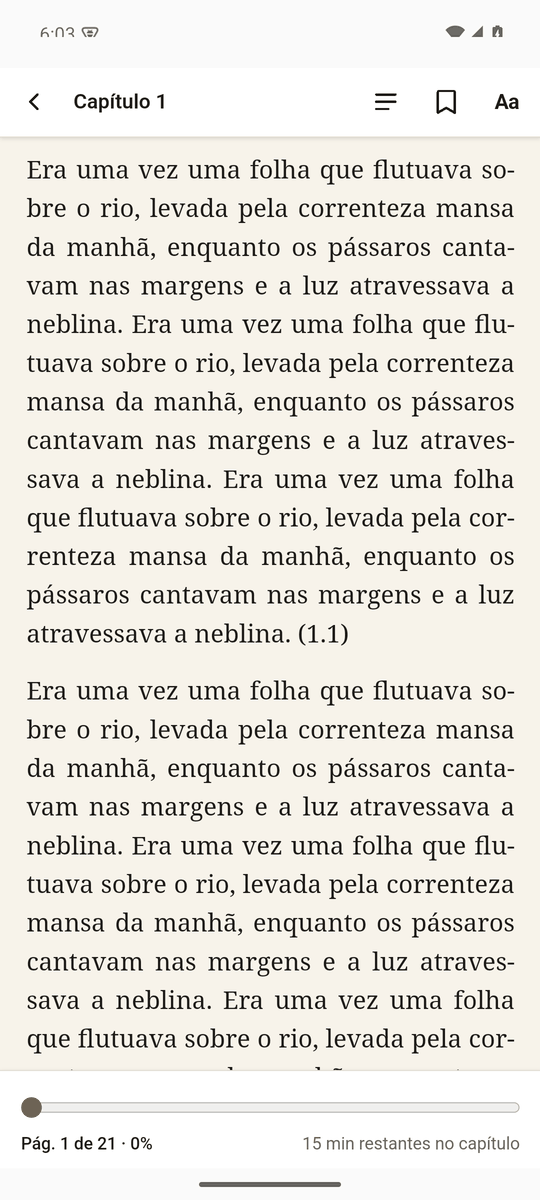 6:03
Capítulo 1
Aa
Era uma vez uma folha que flutuava so-
bre o rio, levada pela correnteza mansa
da manhã, enquanto os pássaros canta-
vam nas margens e a luz atravessava a
neblina. Era uma vez uma folha que flu-
tuava sobre o rio, levada pela correnteza
mansa da manhã, enquanto os pássaros
cantavam nas margens e a luz atraves-
sava a neblina. Era uma vez uma folha
que flutuava sobre o rio, levada pela cor-
renteza mansa da manhã, enquanto os
pássaros cantavam nas margens e a luz
atravessava a neblina. (1.1)
Era uma vez uma folha que flutuava so-
bre o rio, levada pela correnteza mansa
da manhã, enquanto os pássaros canta-
vam nas margens e a luz atravessava a
neblina. Era uma vez uma folha que flu-
tuava sobre o rio, levada pela correnteza
mansa da manhã, enquanto os pássaros
cantavam nas margens e a luz atraves-
sava a neblina. Era uma vez uma folha
que flutuava sobre o rio, levada pela cor-
Pág. 1 de 21 · 0%
15 min restantes no capítulo